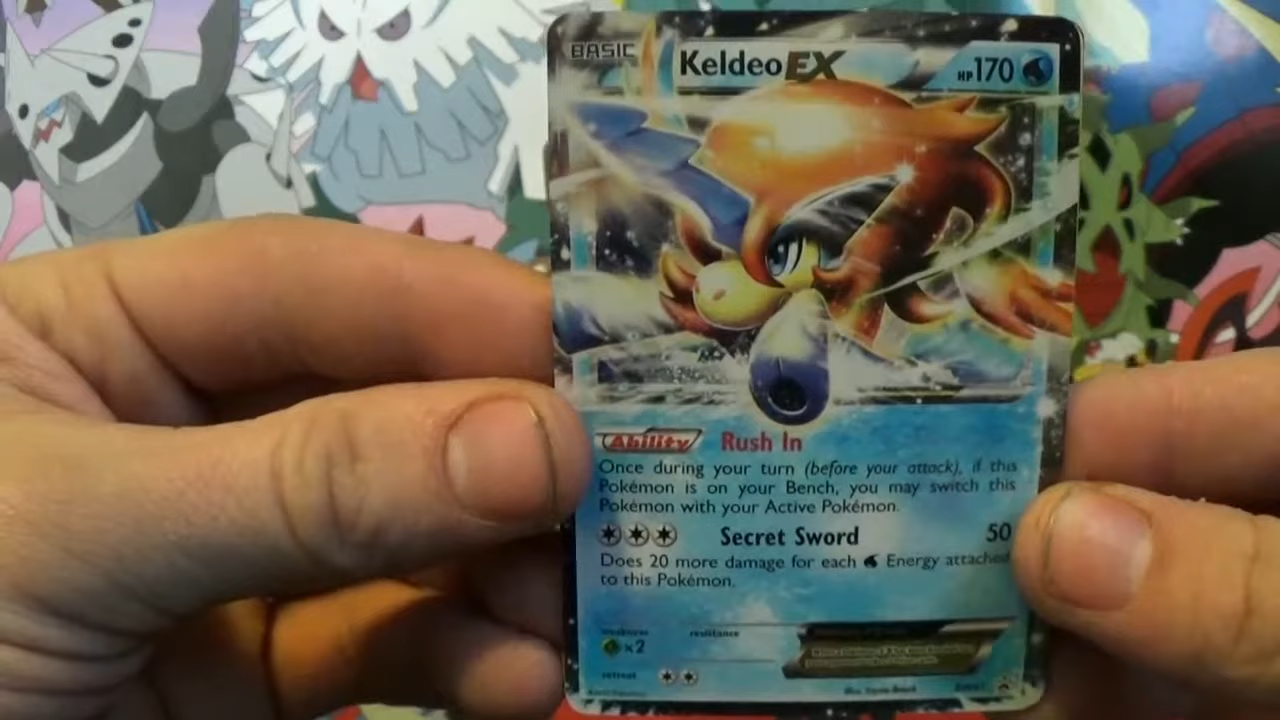 BASIC Keldeo EX HP170
Ability Rush In
Once during your turn (before your attack), if this
Pokémon is on your Bench, you may switch this
Pokémon with your Active Pokémon.
Secret Sword 50
Does 20 more damage for each Energy attached
to this Pokémon.
weakness resistance
×2
retreat